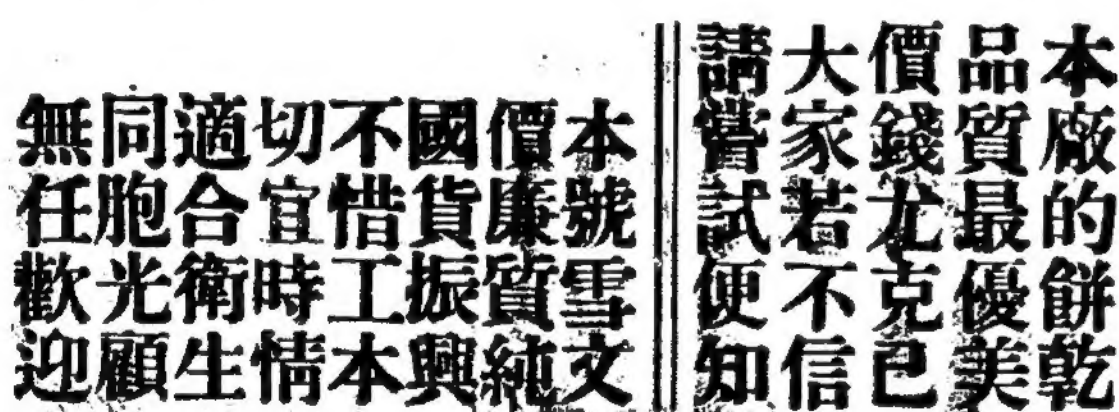 本廠的餅乾
品質最優美
價錢尤克己
大家若不信
請嘗試便知
本號雪文
價廉質純
國貨振興
不惜工本
切宜時情
適合衛生
同胞光顧
無任歡迎